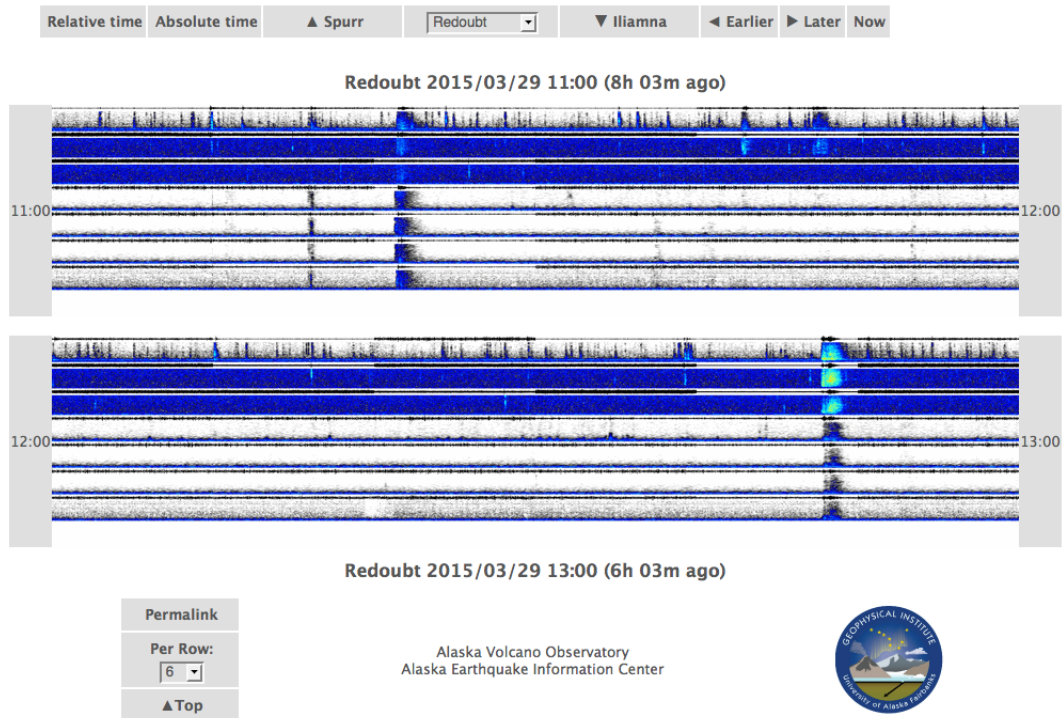 Relative time Absolute time ▲ Spurr Redoubt ▼ Iliamna ◄ Earlier ► Later Now
Redoubt 2015/03/29 11:00 (8h 03m ago)
11:00 12:00
12:00 13:00
Redoubt 2015/03/29 13:00 (6h 03m ago)
Permalink
Per Row:
6
▲Top
Alaska Volcano Observatory
Alaska Earthquake Information Center
GEOPHYSICAL INSTITUTE
University of Alaska Fairbanks